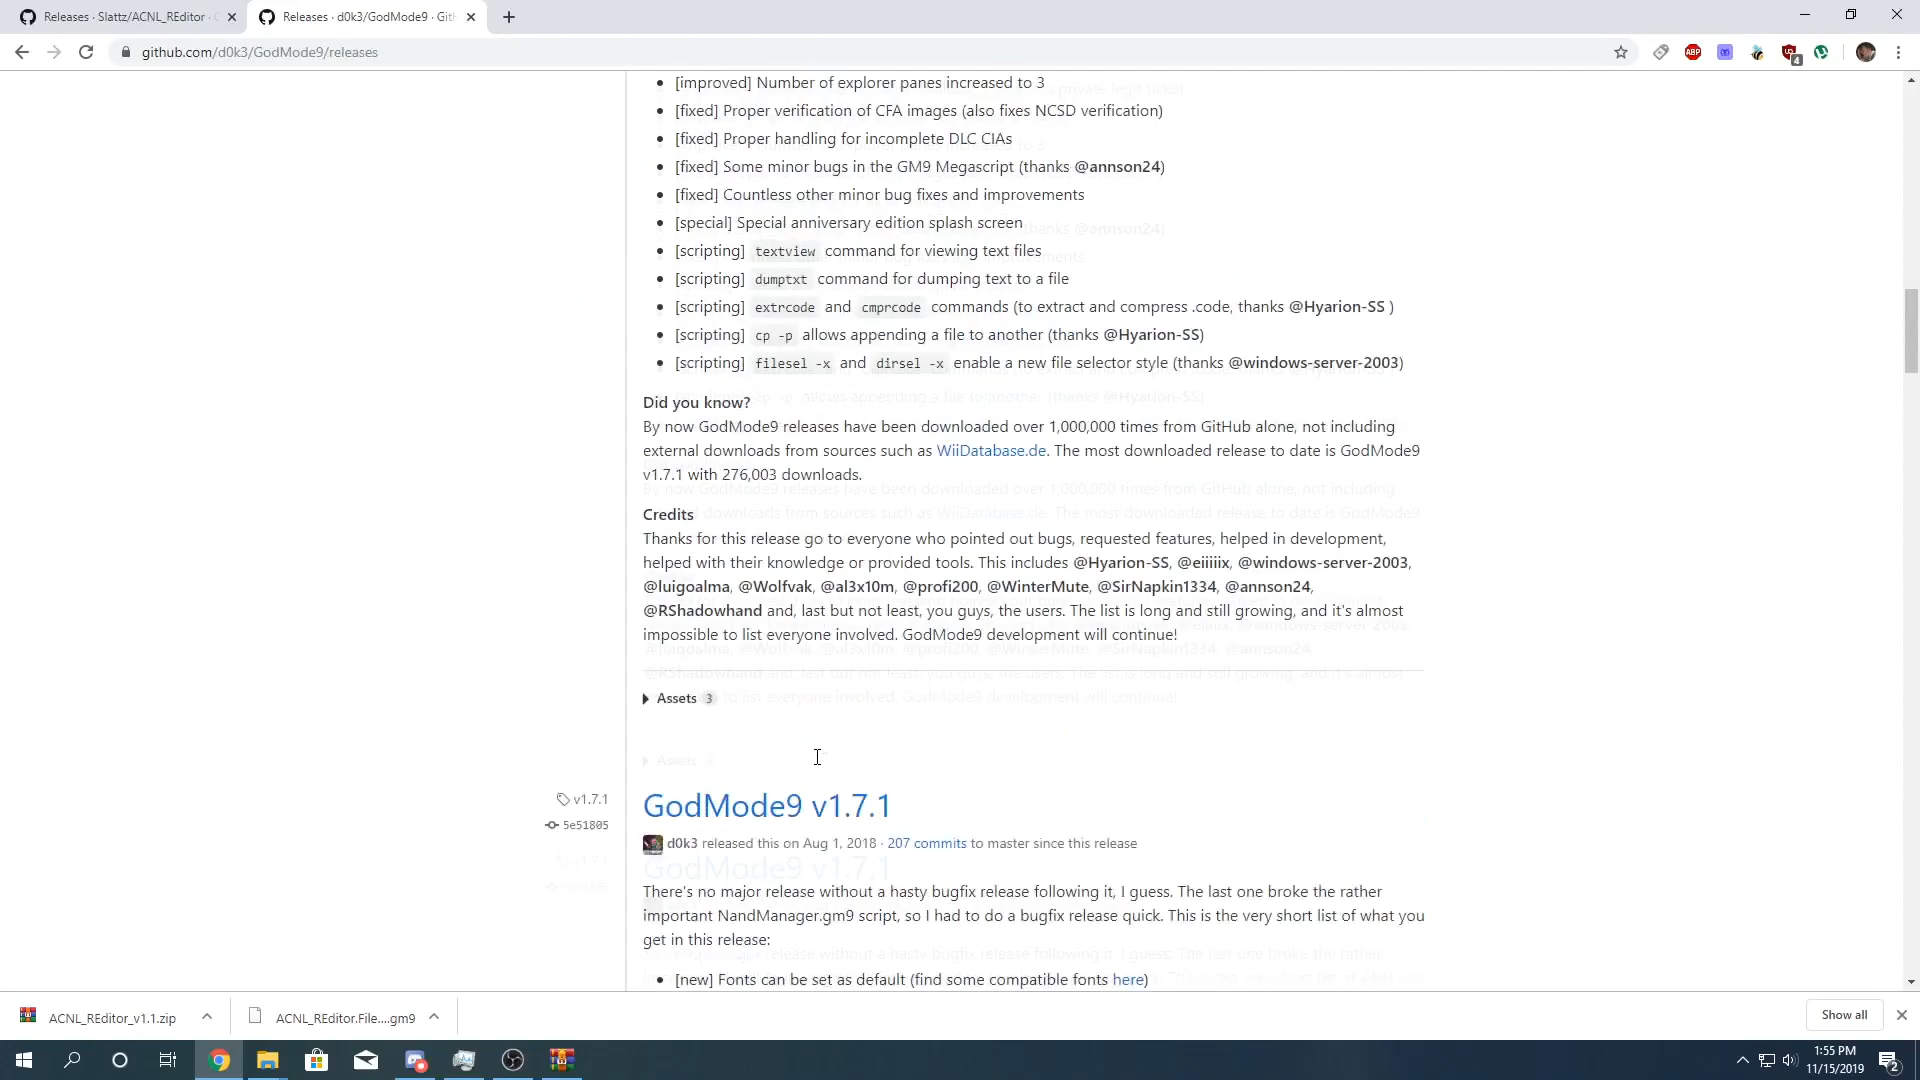 Releases · Slattz/ACNL_REditor ·
Releases · d0k3/GodMode9 · Git
github.com/d0k3/GodMode9/releases
ABP
4
• [improved] Number of explorer panes increased to 3
• [fixed] Proper verification of CFA images (also fixes NCSD verification)
• [fixed] Proper handling for incomplete DLC CIAs
• [fixed] Some minor bugs in the GM9 Megascript (thanks @annson24)
• [fixed] Countless other minor bug fixes and improvements
• [special] Special anniversary edition splash screen
• [scripting] textview command for viewing text files
• [scripting] dumptxt command for dumping text to a file
• [scripting] extrcode and cmprcode commands (to extract and compress .code, thanks @Hyarion-SS )
• [scripting] cp -p allows appending a file to another (thanks @Hyarion-SS)
• [scripting] filesel -x and dirsel -x enable a new file selector style (thanks @windows-server-2003)
Did you know?
By now GodMode9 releases have been downloaded over 1,000,000 times from GitHub alone, not including
external downloads from sources such as WiiDatabase.de. The most downloaded release to date is GodMode9
v1.7.1 with 276,003 downloads.
Credits
Thanks for this release go to everyone who pointed out bugs, requested features, helped in development,
helped with their knowledge or provided tools. This includes @Hyarion-SS, @eiiiiix, @windows-server-2003,
@luigoalma, @Wolfvak, @al3x10m, @profi200, @WinterMute, @SirNapkin1334, @annson24,
@RShadowhand and, last but not least, you guys, the users. The list is long and still growing, and it's almost
impossible to list everyone involved. GodMode9 development will continue!
Assets 3
v1.7.1
5e51805
GodMode9 v1.7.1
d0k3 released this on Aug 1, 2018 · 207 commits to master since this release
There's no major release without a hasty bugfix release following it, I guess. The last one broke the rather
important NandManager.gm9 script, so I had to do a bugfix release quick. This is the very short list of what you
get in this release:
• [new] Fonts can be set as default (find some compatible fonts here)
ACNL_REditor_v1.1.zip
ACNL_REditor.File....gm9
Show all
1:55 PM
11/15/2019
2